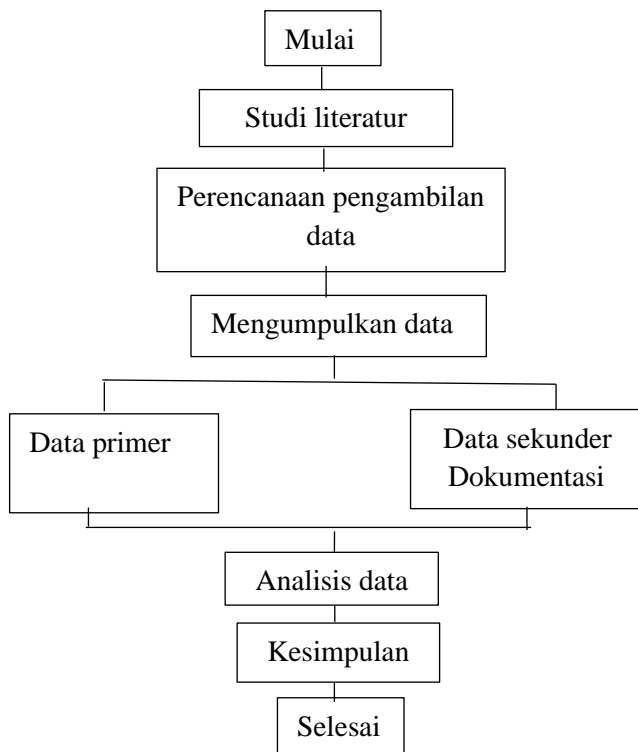 Mulai
Studi literatur
Perencanaan pengambilan
data
Mengumpulkan data
Data primer
Data sekunder
Dokumentasi
Analisis data
Kesimpulan
Selesai